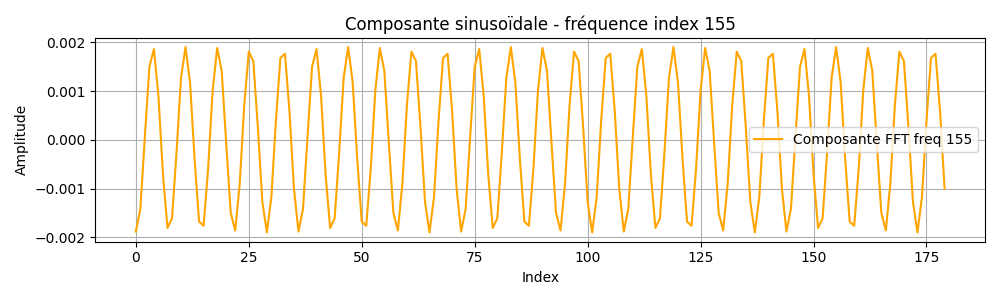 Composante sinusoïdale - fréquence index 155
0.002
0.001
0.000
−0.001
−0.002
Amplitude
Composante FFT freq 155
0 25 50 75 100 125 150 175
Index